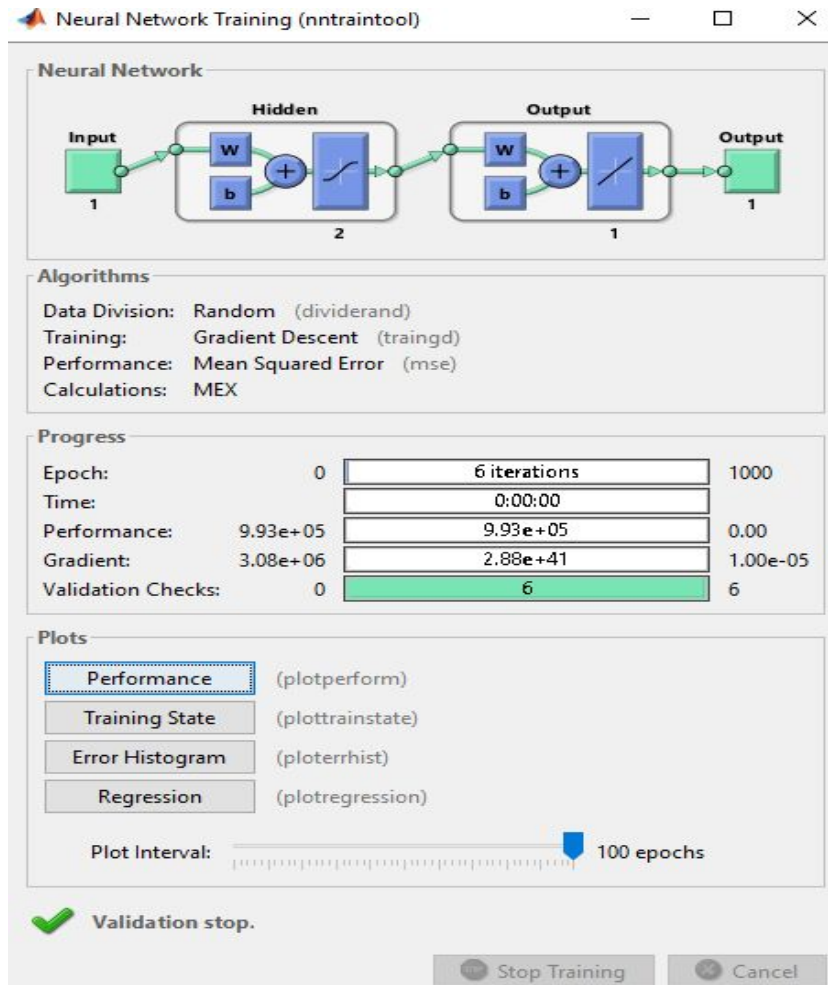 Neural Network Training (nntraintool)
Neural Network
Hidden
Output
Input
W
b
+
W
b
+
Output
1
2
1
1
Algorithms
Data Division: Random (dividerand)
Training: Gradient Descent (traingd)
Performance: Mean Squared Error (mse)
Calculations: MEX
Progress
Epoch: 0 6 iterations 1000
Time: 0:00:00
Performance: 9.93e+05 9.93e+05 0.00
Gradient: 3.08e+06 2.88e+41 1.00e-05
Validation Checks: 0 6 6
Plots
Performance (plotperform)
Training State (plottrainstate)
Error Histogram (ploterrhist)
Regression (plotregression)
Plot Interval: 100 epochs
Validation stop.
Stop Training Cancel